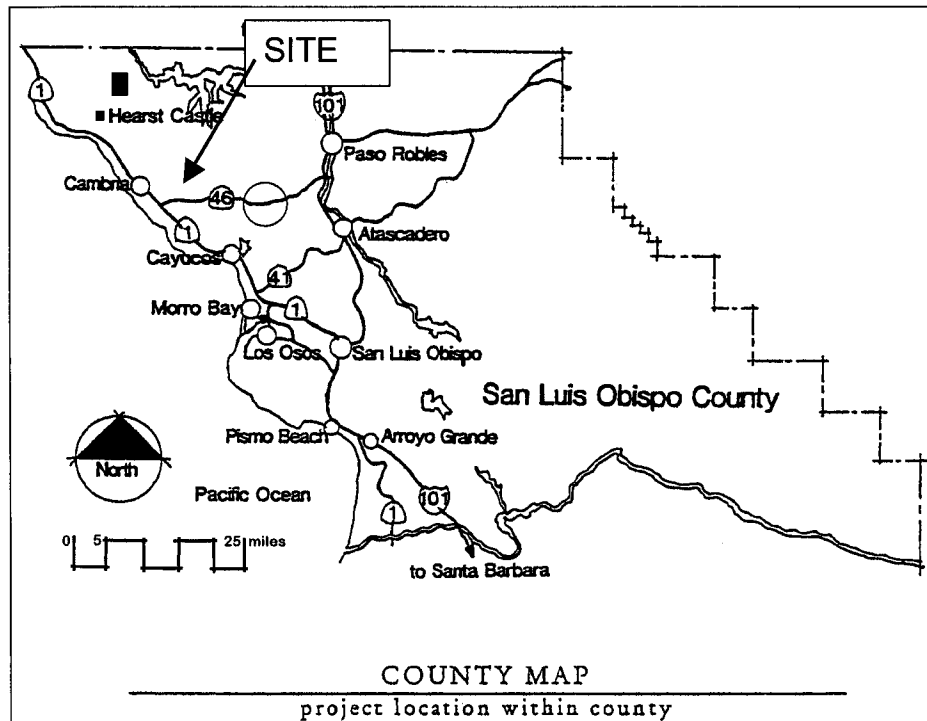 SITE
1
101
Hearst Castle
Paso Robles
Cambria
46
Atascadero
1
Cayucos
41
Morro Bay
1
Los Osos
San Luis Obispo
San Luis Obispo County
Pismo Beach
Arroyo Grande
North
Pacific Ocean
101
1
0 5 25 miles
to Santa Barbara
COUNTY MAP
project location within county